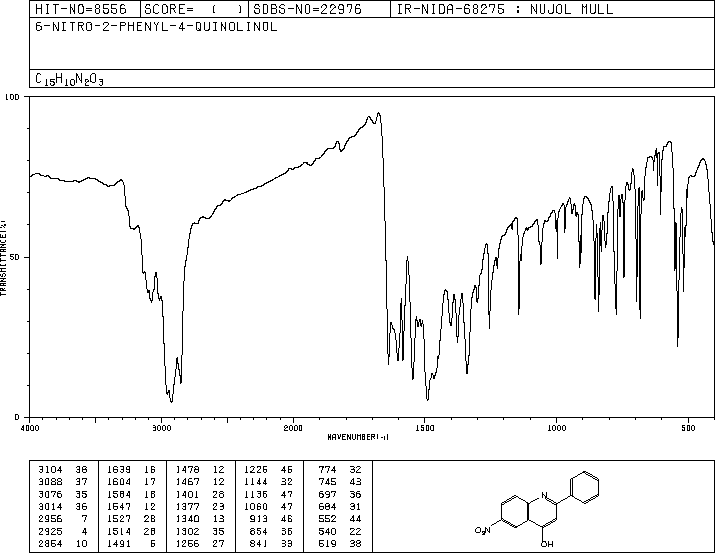 HIT-NO=8556 SCORE= ( ) SDBS-NO=22976 IR-NIDA-68275 : NUJOL MULL
6-NITRO-2-PHENYL-4-QUINOLINOL
C15H10N2O3
100
50
0
TRANSMITTANCE(%)
4000 3000 2000 1500 1000 500
WAVENUMBER(-1)
3104 36 1639 16 1478 12 1226 46 774 32
3088 37 1604 17 1467 12 1144 32 745 43
3076 35 1584 18 1401 28 1136 47 697 36
3014 36 1547 12 1377 23 1060 47 684 31
2956 7 1527 28 1340 13 913 46 552 44
2925 4 1514 28 1302 35 854 36 540 22
2854 10 1491 5 1256 27 841 33 519 38
N
O2N
OH